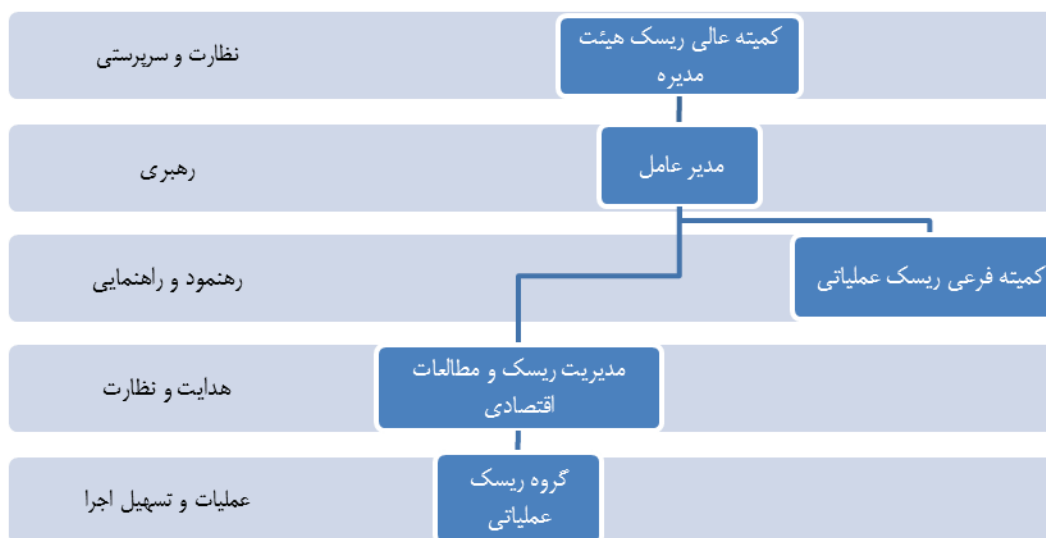 کمیته عالی ریسک هیئت
مدیره
نظارت و سرپرستی
مدیر عامل
رهبری
کمیته فرعی ریسک عملیاتی
رهنمود و راهنمایی
مدیریت ریسک و مطالعات
اقتصادی
هدایت و نظارت
گروه ریسک
عملیاتی
عملیات و تسهیل اجرا